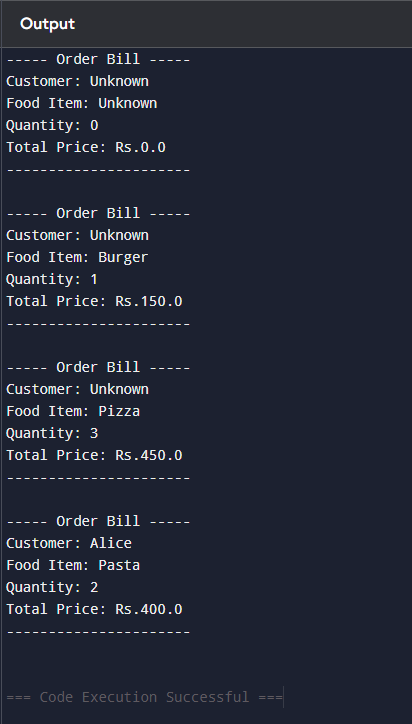 Output
----- Order Bill -----
Customer: Unknown
Food Item: Unknown
Quantity: 0
Total Price: Rs.0.0
----------------------
----- Order Bill -----
Customer: Unknown
Food Item: Burger
Quantity: 1
Total Price: Rs.150.0
----------------------
----- Order Bill -----
Customer: Unknown
Food Item: Pizza
Quantity: 3
Total Price: Rs.450.0
----------------------
----- Order Bill -----
Customer: Alice
Food Item: Pasta
Quantity: 2
Total Price: Rs.400.0
----------------------
=== Code Execution Successful ===